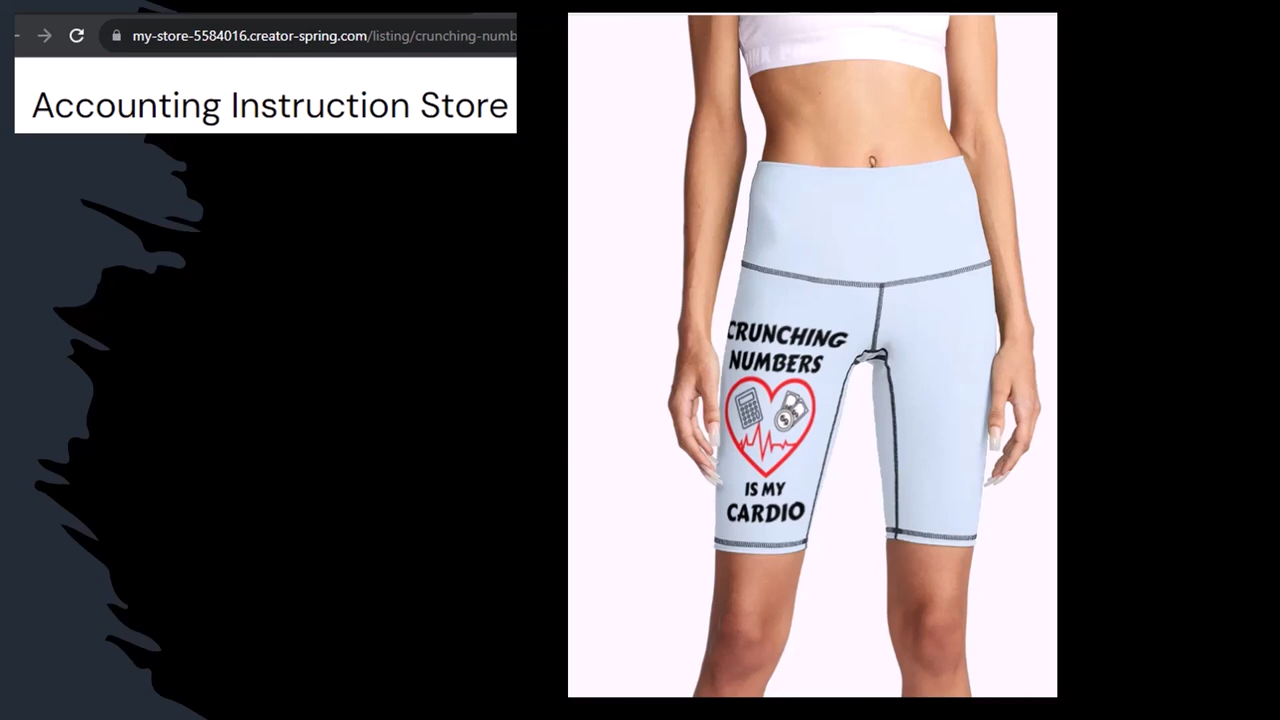 my-store-5584016.creator-spring.com/listing/crunching-numb
Accounting Instruction Store
CRUNCHING
NUMBERS
IS MY
CARDIO